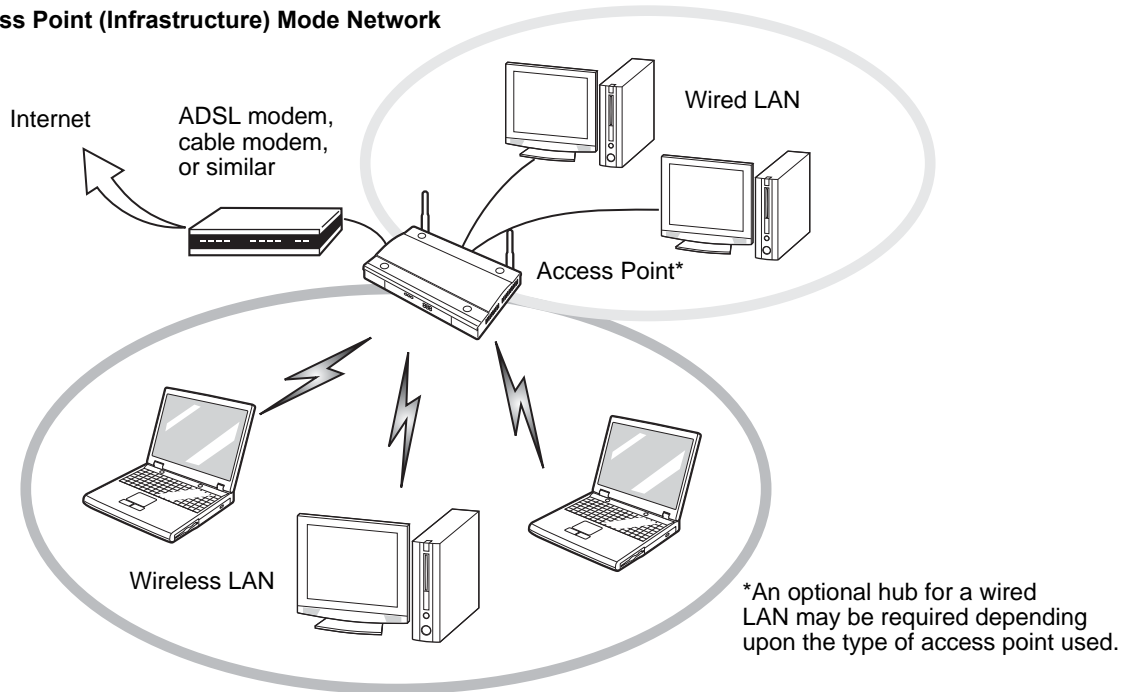 ss Point (Infrastructure) Mode Network
Internet
ADSL modem,
cable modem,
or similar
Wired LAN
Access Point*
Wireless LAN
*An optional hub for a wired
LAN may be required depending
upon the type of access point used.